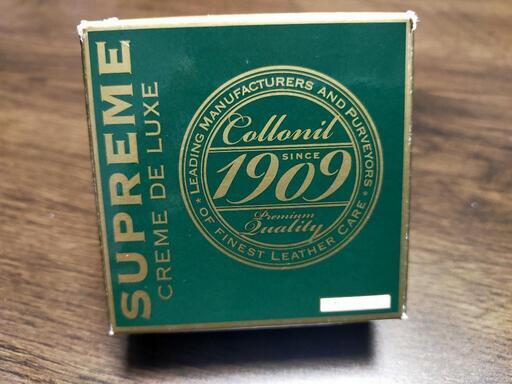 SUPREME
CREME DE LUXE
LEADING MANUFACTURERS AND PURVEYORS
OF FINEST LEATHER CARE
Collonil
SINCE
1909
Premium
Quality